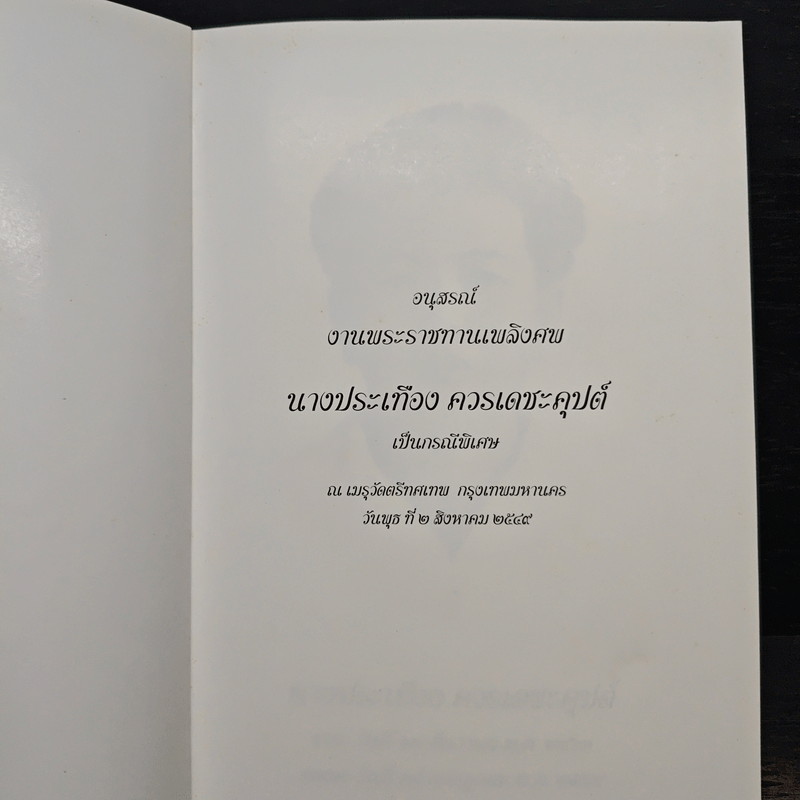 อนุสรณ์
งานพระราชทานเพลิงศพ
นางประเทือง ควรเดชะคุปต์
เป็นกรณีพิเศษ
ณ เมรุวัดตรีทศเทพ กรุงเทพมหานคร
วันพุธ ที่ ๒ สิงหาคม ๒๕๔๙